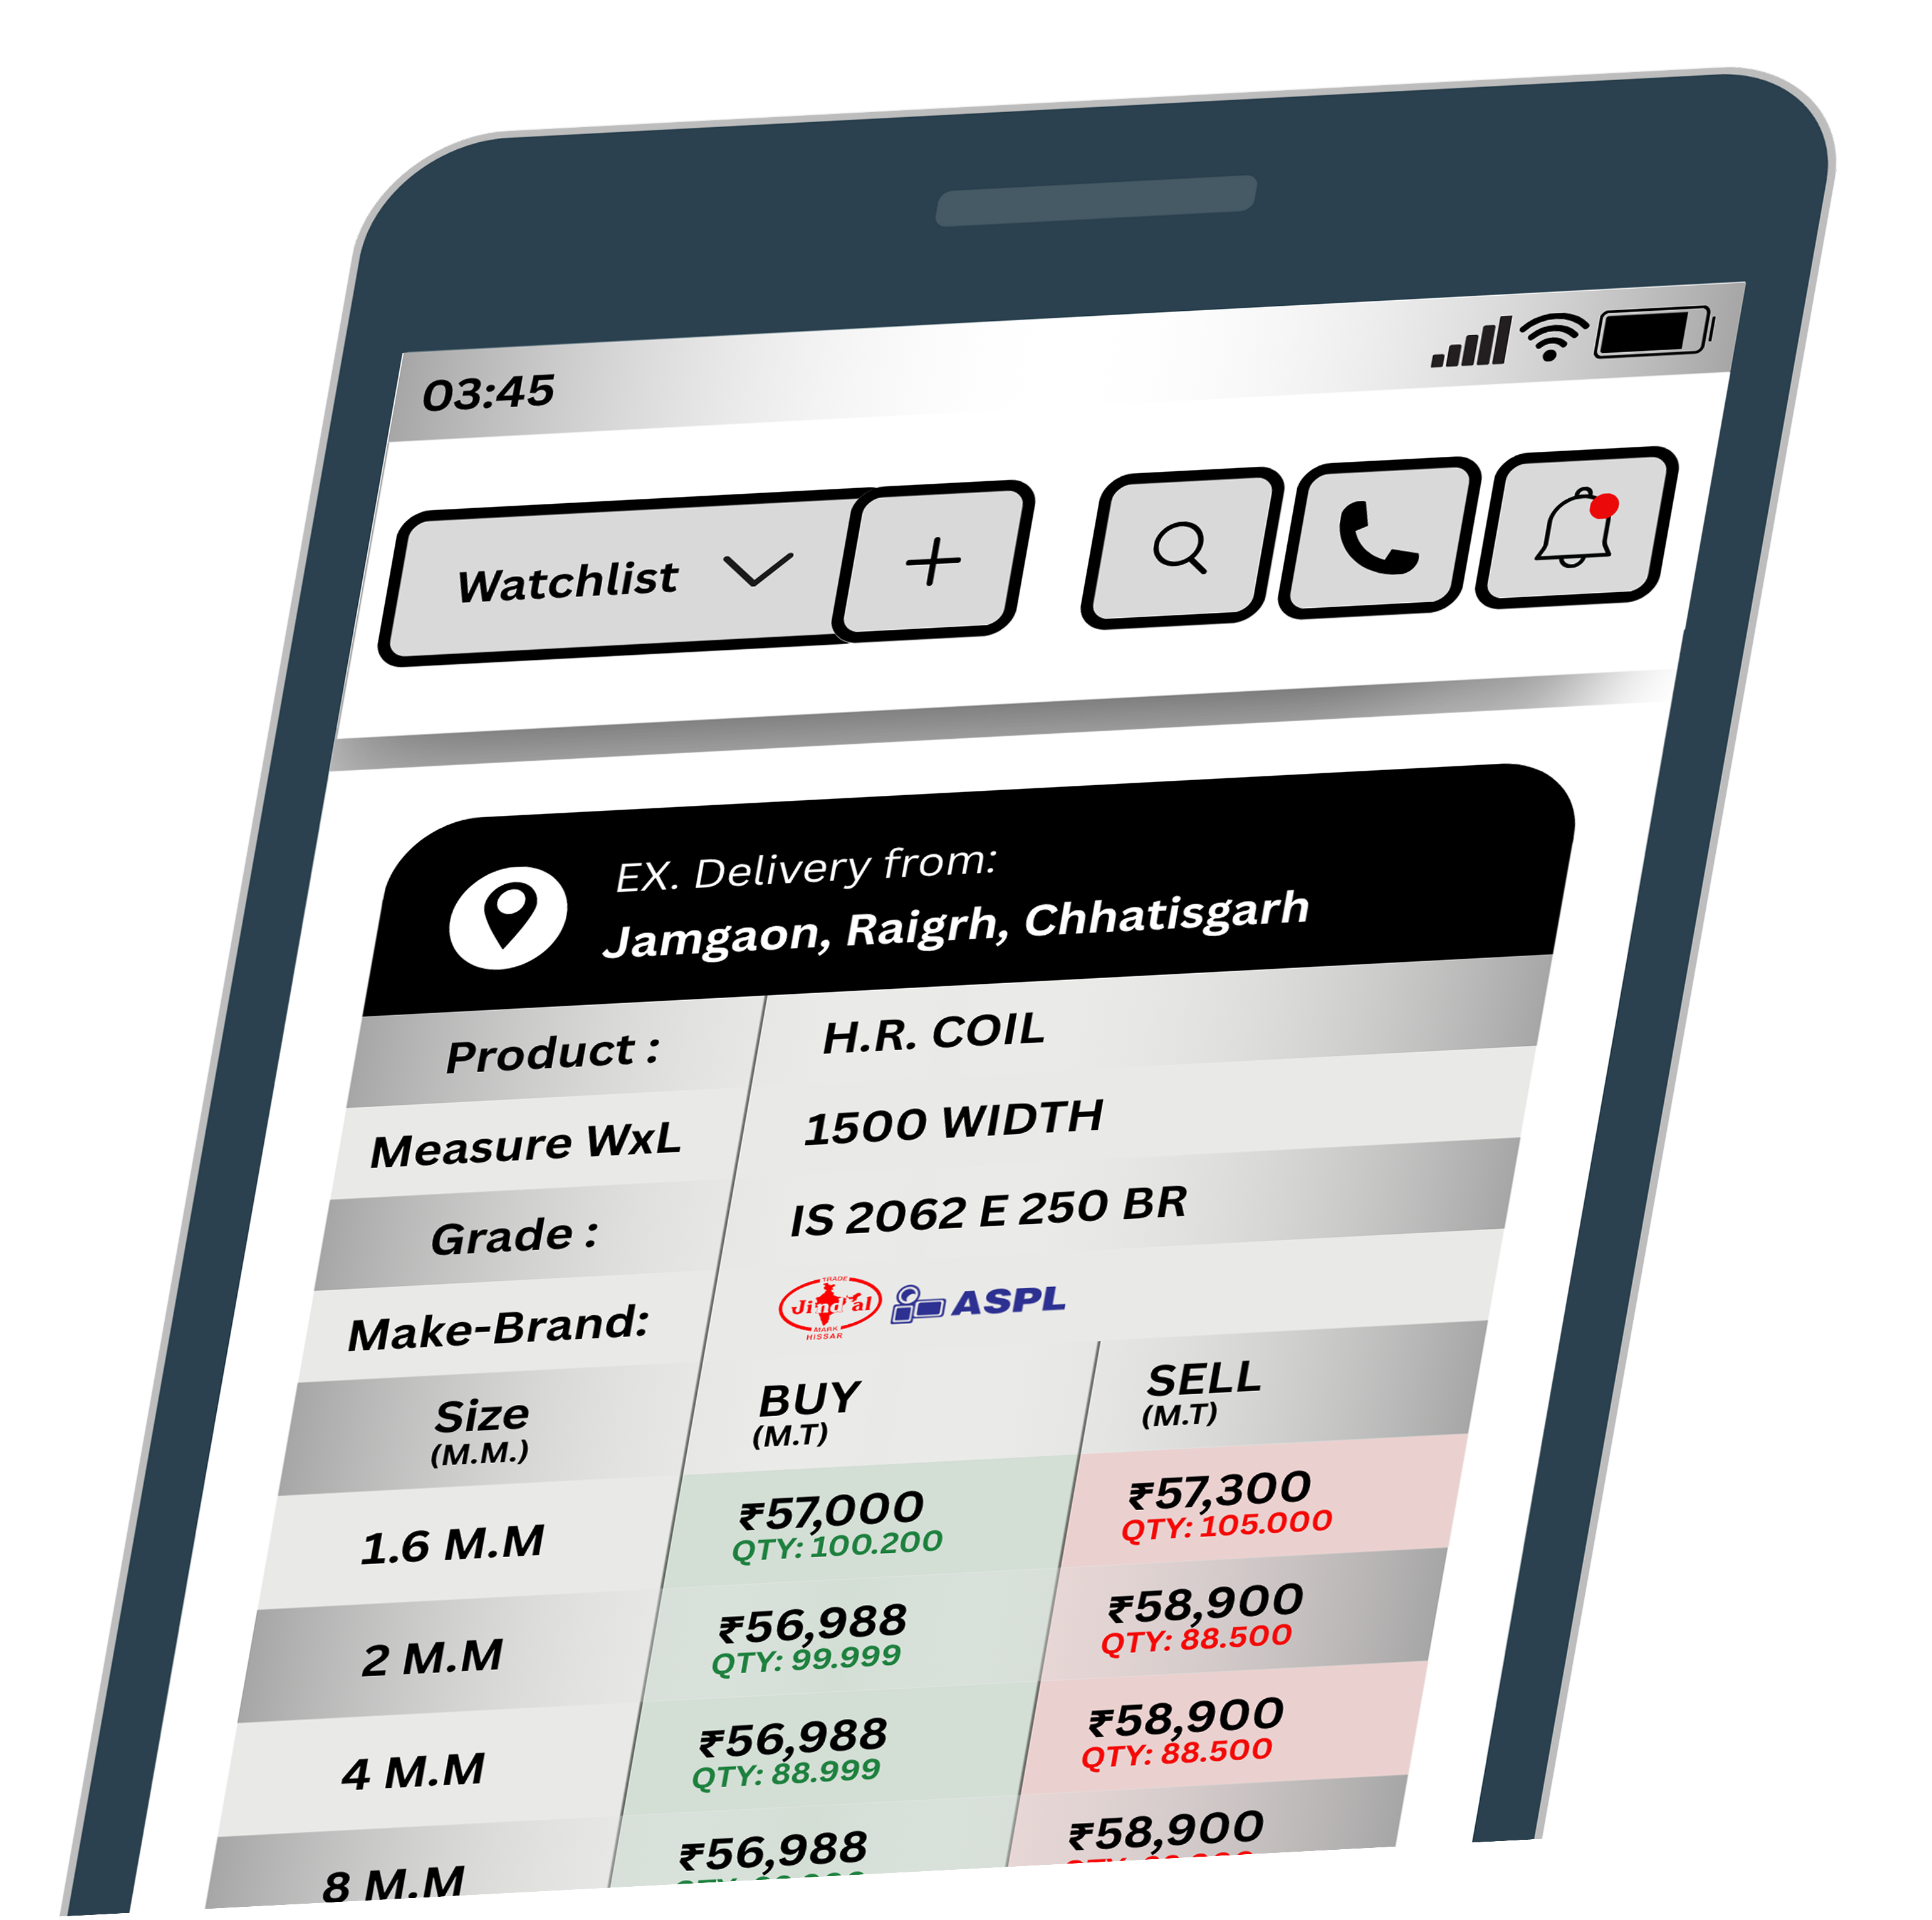 03:45
Watchlist
EX. Delivery from:
Jamgaon, Raigrh, Chhatisgarh
Product : H.R. COIL
Measure WxL 1500 WIDTH
Grade : IS 2062 E 250 BR
Make-Brand: TRADE Jindal MARK HISSAR ASPL
Size BUY SELL
(M.M.) (M.T) (M.T)
1.6 M.M ₹57,000 ₹57,300
QTY: 100.200 QTY: 105.000
2 M.M ₹56,988 ₹58,900
QTY: 99.999 QTY: 88.500
4 M.M ₹56,988 ₹58,900
QTY: 88.999 QTY: 88.500
8 M.M ₹56,988 ₹58,900